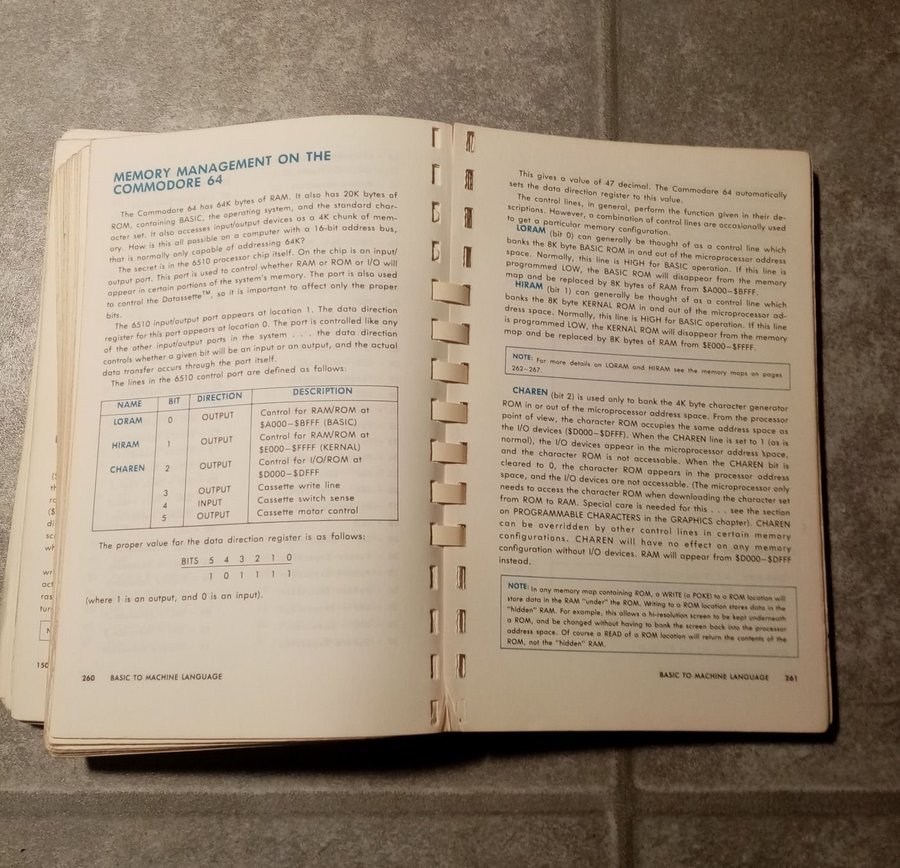 MEMORY MANAGEMENT ON THE
COMMODORE 64
The Commodore 64 has 64K bytes of RAM. It also has 20K bytes of
ROM, containing BASIC, the operating system, and the standard char-
acter set. It also accesses input/output devices as a 4K chunk of mem-
ory. How is this all possible on a computer with a 16-bit address bus,
that is normally only capable of addressing 64K?
The secret is in the 6510 processor chip itself. On the chip is an input/
output port. This port is used to control whether RAM or ROM or I/O will
appear in certain portions of the system's memory. The port is also used
to control the Datassette™, so it is important to affect only the proper
bits.
The 6510 input/output port appears at location 1. The data direction
register for this port appears at location 0. The port is controlled like any
of the other input/output ports in the system . . . the data direction
controls whether a given bit will be an input or an output, and the actual
data transfer occurs through the port itself.
The lines in the 6510 control port are defined as follows:
NAME BIT DIRECTION DESCRIPTION
LORAM 0 OUTPUT Control for RAM/ROM at
$A000–$BFFF (BASIC)
HIRAM 1 OUTPUT Control for RAM/ROM at
$E000–$FFFF (KERNAL)
CHAREN 2 OUTPUT Control for I/O/ROM at
$D000–$DFFF
3 OUTPUT Cassette write line
4 INPUT Cassette switch sense
5 OUTPUT Cassette motor control
The proper value for the data direction register is as follows:
BITS 5 4 3 2 1 0
1 0 1 1 1 1
(where 1 is an output, and 0 is an input).
260 BASIC TO MACHINE LANGUAGE
This gives a value of 47 decimal. The Commodore 64 automatically
sets the data direction register to this value.
The control lines, in general, perform the function given in their de-
scriptions. However, a combination of control lines are occasionally used
to get a particular memory configuration.
LORAM (bit 0) can generally be thought of as a control line which
banks the 8K byte BASIC ROM in and out of the microprocessor address
space. Normally, this line is HIGH for BASIC operation. If this line is
programmed LOW, the BASIC ROM will disappear from the memory
map and be replaced by 8K bytes of RAM from $A000–$BFFF.
HIRAM (bit 1) can generally be thought of as a control line which
banks the 8K byte KERNAL ROM in and out of the microprocessor ad-
dress space. Normally, this line is HIGH for BASIC operation. If this line
is programmed LOW, the KERNAL ROM will disappear from the memory
map and be replaced by 8K bytes of RAM from $E000–$FFFF.
NOTE: For more details on LORAM and HIRAM see the memory maps on pages
262–267.
CHAREN (bit 2) is used only to bank the 4K byte character generator
ROM in or out of the microprocessor address space. From the processor
point of view, the character ROM occupies the same address space as
the I/O devices ($D000–$DFFF). When the CHAREN line is set to 1 (as is
normal), the I/O devices appear in the microprocessor address space,
and the character ROM is not accessable. When the CHAREN bit is
cleared to 0, the character ROM appears in the processor address
space, and the I/O devices are not accessable. (The microprocessor only
needs to access the character ROM when downloading the character set
from ROM to RAM. Special care is needed for this . . . see the section
on PROGRAMMABLE CHARACTERS in the GRAPHICS chapter). CHAREN
can be overridden by other control lines in certain memory
configurations. CHAREN will have no effect on any memory
configuration without I/O devices. RAM will appear from $D000–$DFFF
instead.
NOTE: In any memory map containing ROM, a WRITE (a POKE) to a ROM location will
store data in the RAM "under" the ROM. Writing to a ROM location stores data in the
"hidden" RAM. For example, this allows a hi-resolution screen to be kept underneath
a ROM, and be changed without having to bank the screen back into the processor
address space. Of course a READ of a ROM location will return the contents of the
ROM, not the "hidden" RAM.
BASIC TO MACHINE LANGUAGE 261